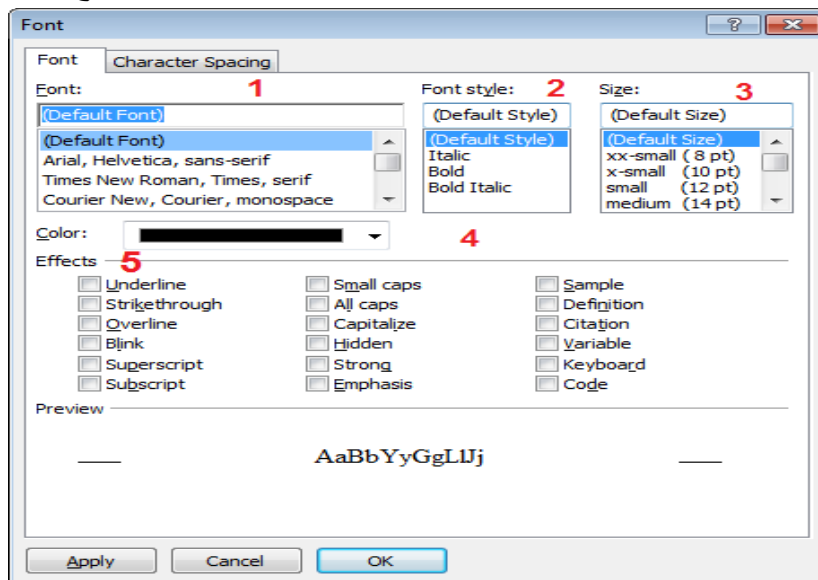 Font
Font Character Spacing
Font: 1 Font style: 2 Size: 3
(Default Font) (Default Style) (Default Size)
(Default Font) (Default Style) (Default Size)
Arial, Helvetica, sans-serif Italic xx-small ( 8 pt)
Times New Roman, Times, serif Bold x-small (10 pt)
Courier New, Courier, monospace Bold Italic small (12 pt)
medium (14 pt)
Color: 4
Effects 5
Underline Small caps Sample
Strikethrough All caps Definition
Overline Capitalize Citation
Blink Hidden Variable
Superscript Strong Keyboard
Subscript Emphasis Code
Preview
AaBbYyGgLlJj
Apply Cancel OK